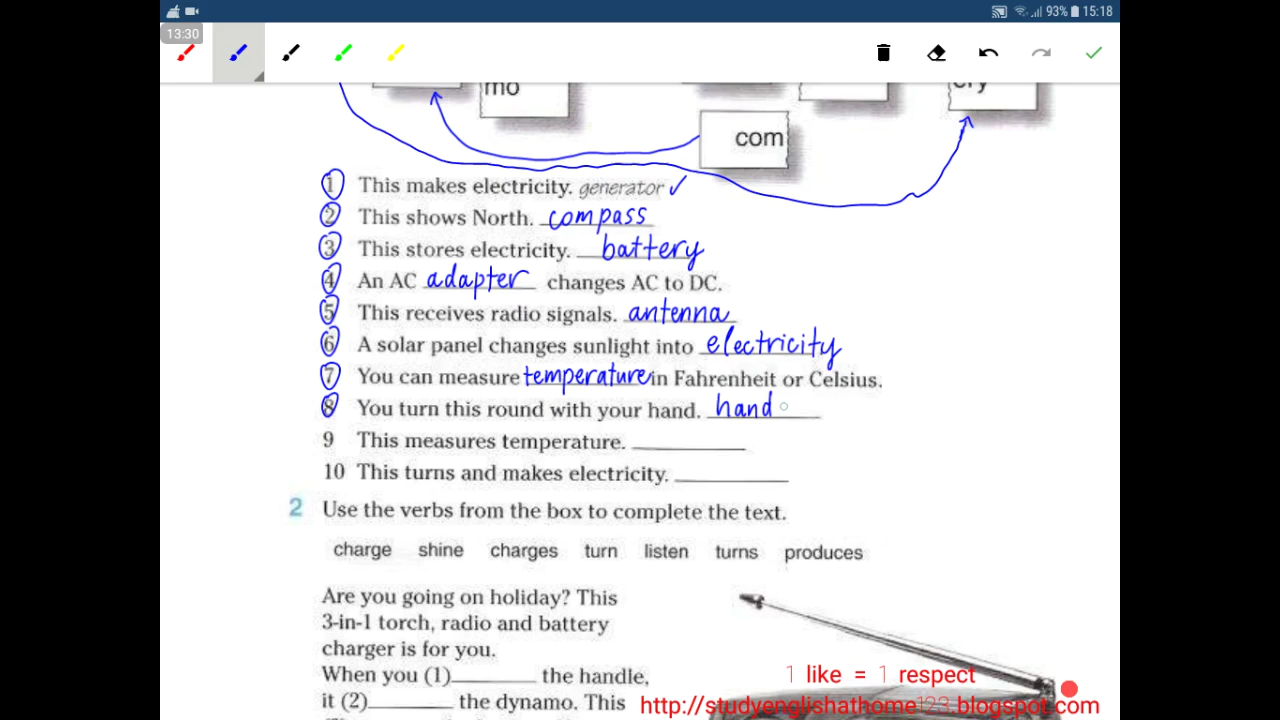 93% 15:18
13:30
mo
ery
com
1 This makes electricity. generator ✓
2 This shows North. compass
3 This stores electricity. battery
4 An AC adapter changes AC to DC.
5 This receives radio signals. antenna
6 A solar panel changes sunlight into electricity
7 You can measure temperature in Fahrenheit or Celsius.
8 You turn this round with your hand. hand
9 This measures temperature. ________
10 This turns and makes electricity. ________
2 Use the verbs from the box to complete the text.
charge shine charges turn listen turns produces
Are you going on holiday? This
3-in-1 torch, radio and battery
charger is for you.
When you (1)________ the handle,
it (2)________ the dynamo. This
1 like = 1 respect
http://studyenglishathome123.blogspot.com